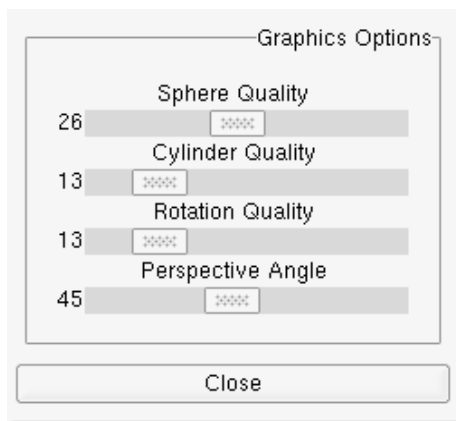 Graphics Options
Sphere Quality
26
Cylinder Quality
13
Rotation Quality
13
Perspective Angle
45
Close